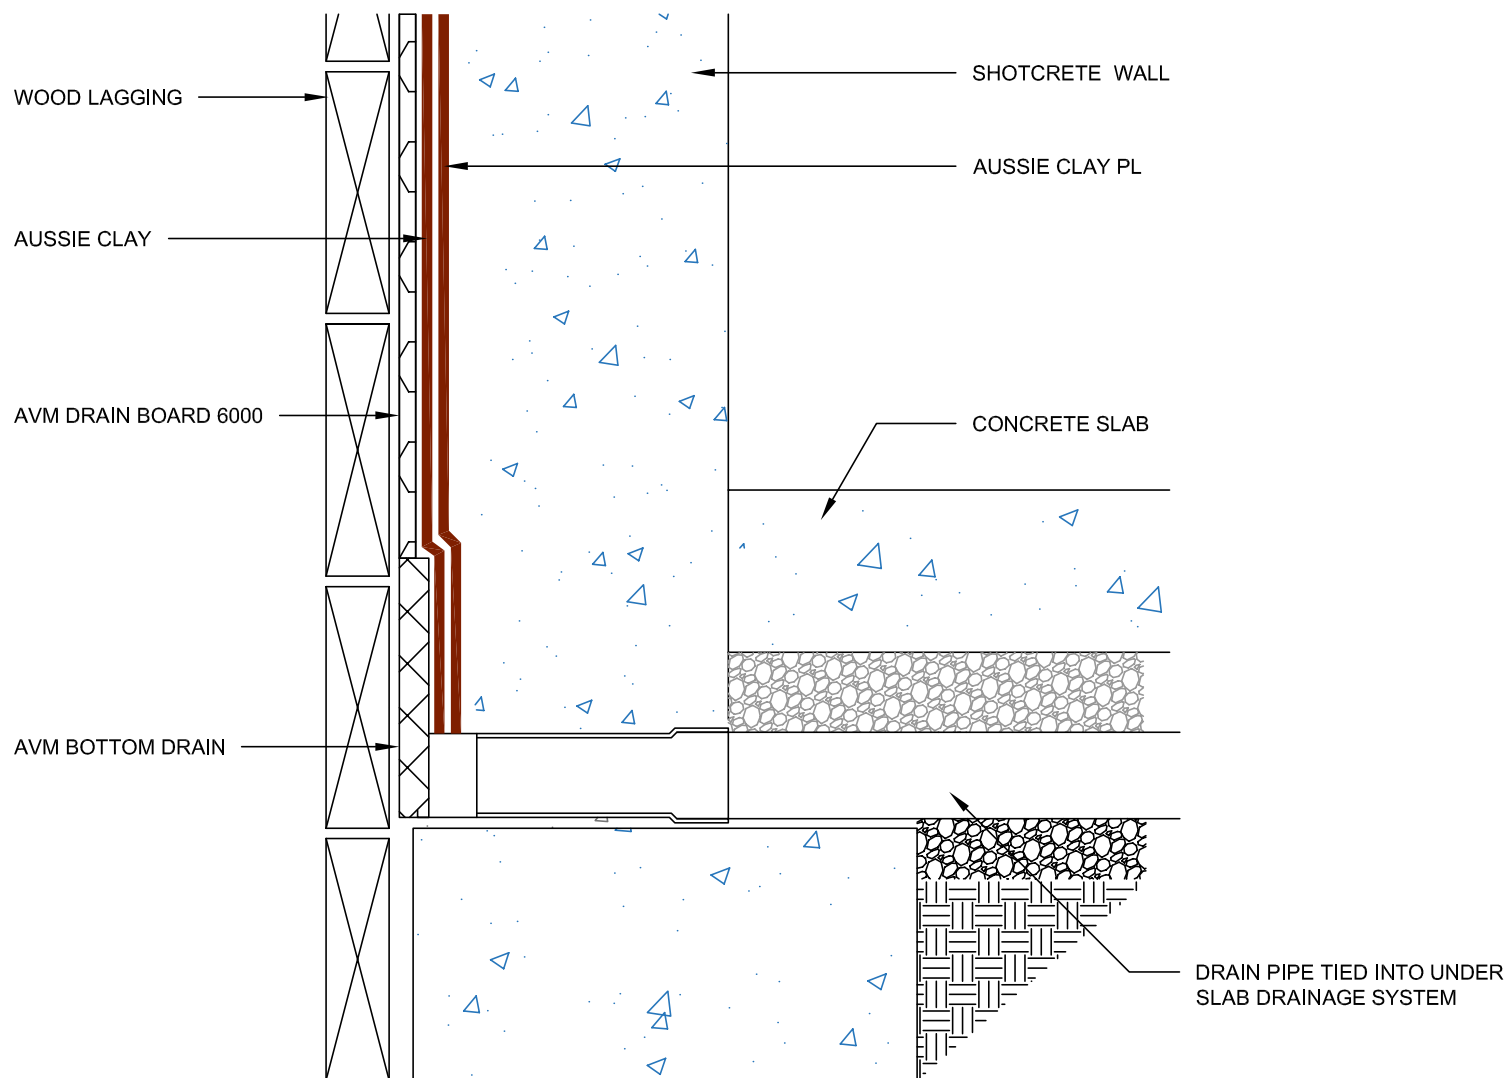 SHOTCRETE WALL
WOOD LAGGING
AUSSIE CLAY PL
AUSSIE CLAY
AVM DRAIN BOARD 6000
CONCRETE SLAB
AVM BOTTOM DRAIN
DRAIN PIPE TIED INTO UNDER
SLAB DRAINAGE SYSTEM